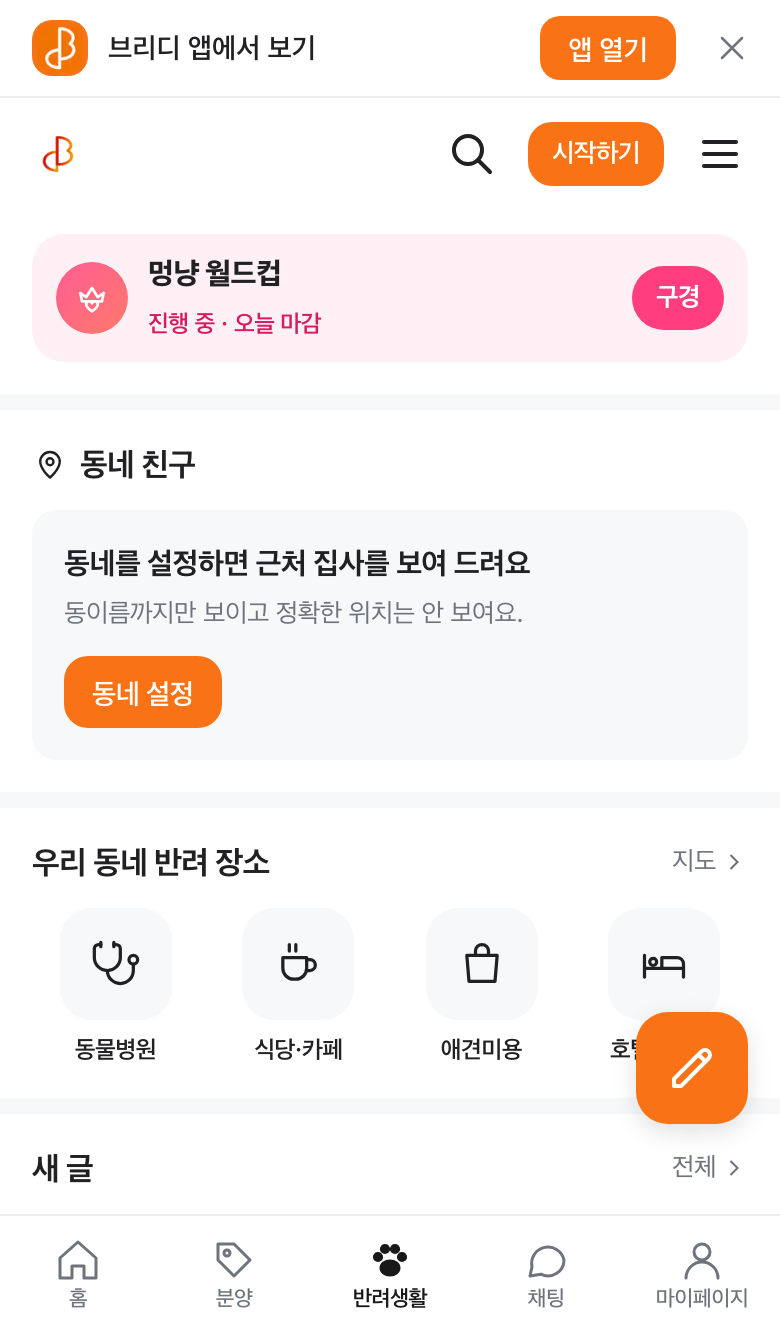 브리디 앱에서 보기
앱 열기
시작하기
멍냥 월드컵
진행 중 · 오늘 마감
구경
동네 친구
동네를 설정하면 근처 집사를 보여 드려요
동이름까지만 보이고 정확한 위치는 안 보여요.
동네 설정
우리 동네 반려 장소
지도
동물병원
식당·카페
애견미용
새 글
전체
홈
분양
반려생활
채팅
마이페이지